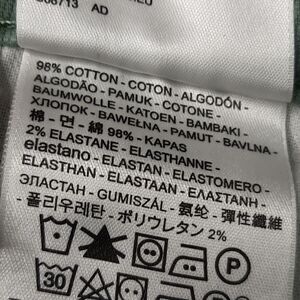 AD
98% COTTON - COTON - ALGODÓN -
ALGODÃO - PAMUK - COTONE -
BAUMWOLLE - KATOEN - BAMBAKI -
ХЛОПОК - BAWEŁNA - PAMUT - BAVLNA -
棉 - 면 - 綿 98% - KAPAS
2% ELASTANE - ELASTHANNE -
elastano - ELASTAN - ELASTOMERO -
ELASTHAN - ELASTAAN - ΕΛΑΣΤΑΝΗ -
ЭЛАСТАН - GUMISZÁL - 氨纶 - 彈性纖維
- 폴리우레탄 - ポリウレタン 2%
P
30